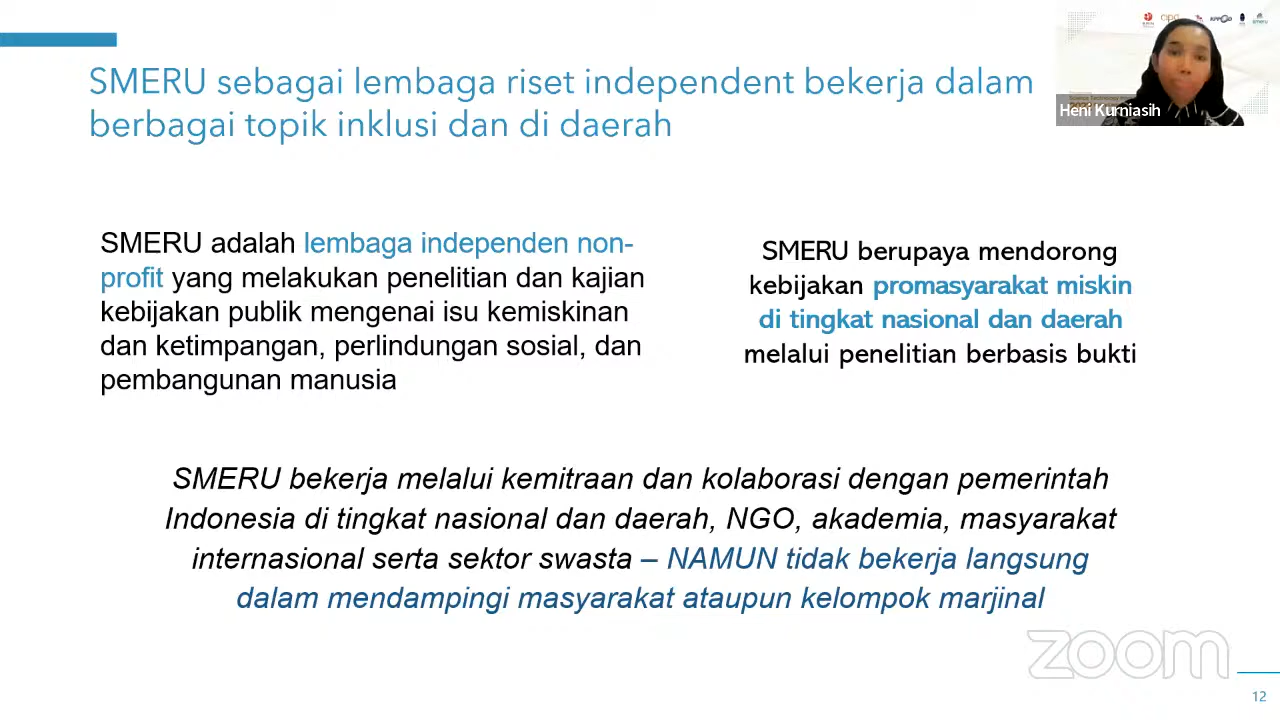 SMERU sebagai lembaga riset independent bekerja dalam
berbagai topik inklusi dan di daerah
Heni Kurniasih
SMERU adalah lembaga independen non-
profit yang melakukan penelitian dan kajian
kebijakan publik mengenai isu kemiskinan
dan ketimpangan, perlindungan sosial, dan
pembangunan manusia
SMERU berupaya mendorong
kebijakan promasyarakat miskin
di tingkat nasional dan daerah
melalui penelitian berbasis bukti
SMERU bekerja melalui kemitraan dan kolaborasi dengan pemerintah
Indonesia di tingkat nasional dan daerah, NGO, akademia, masyarakat
internasional serta sektor swasta – NAMUN tidak bekerja langsung
dalam mendampingi masyarakat ataupun kelompok marjinal
zoom
12